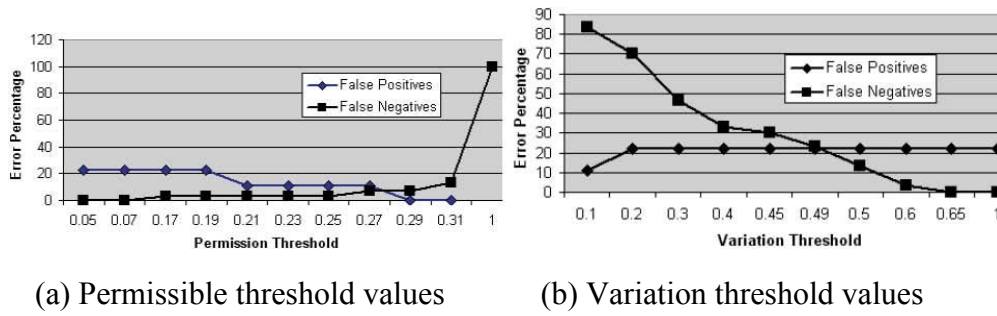 120
100
80
60
40
20
0
Error Percentage
False Positives
False Negatives
0.05 0.07 0.17 0.19 0.21 0.23 0.25 0.27 0.29 0.31 1
Permission Threshold
(a) Permissible threshold values
90
80
70
60
50
40
30
20
10
0
Error Percentage
False Positives
False Negatives
0.1 0.2 0.3 0.4 0.45 0.49 0.5 0.6 0.65 1
Variation Threshold
(b) Variation threshold values